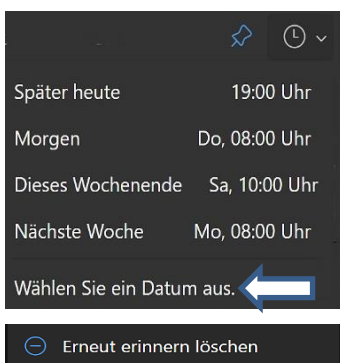 Später heute 19:00 Uhr
Morgen Do, 08:00 Uhr
Dieses Wochenende Sa, 10:00 Uhr
Nächste Woche Mo, 08:00 Uhr
Wählen Sie ein Datum aus.
Erneut erinnern löschen